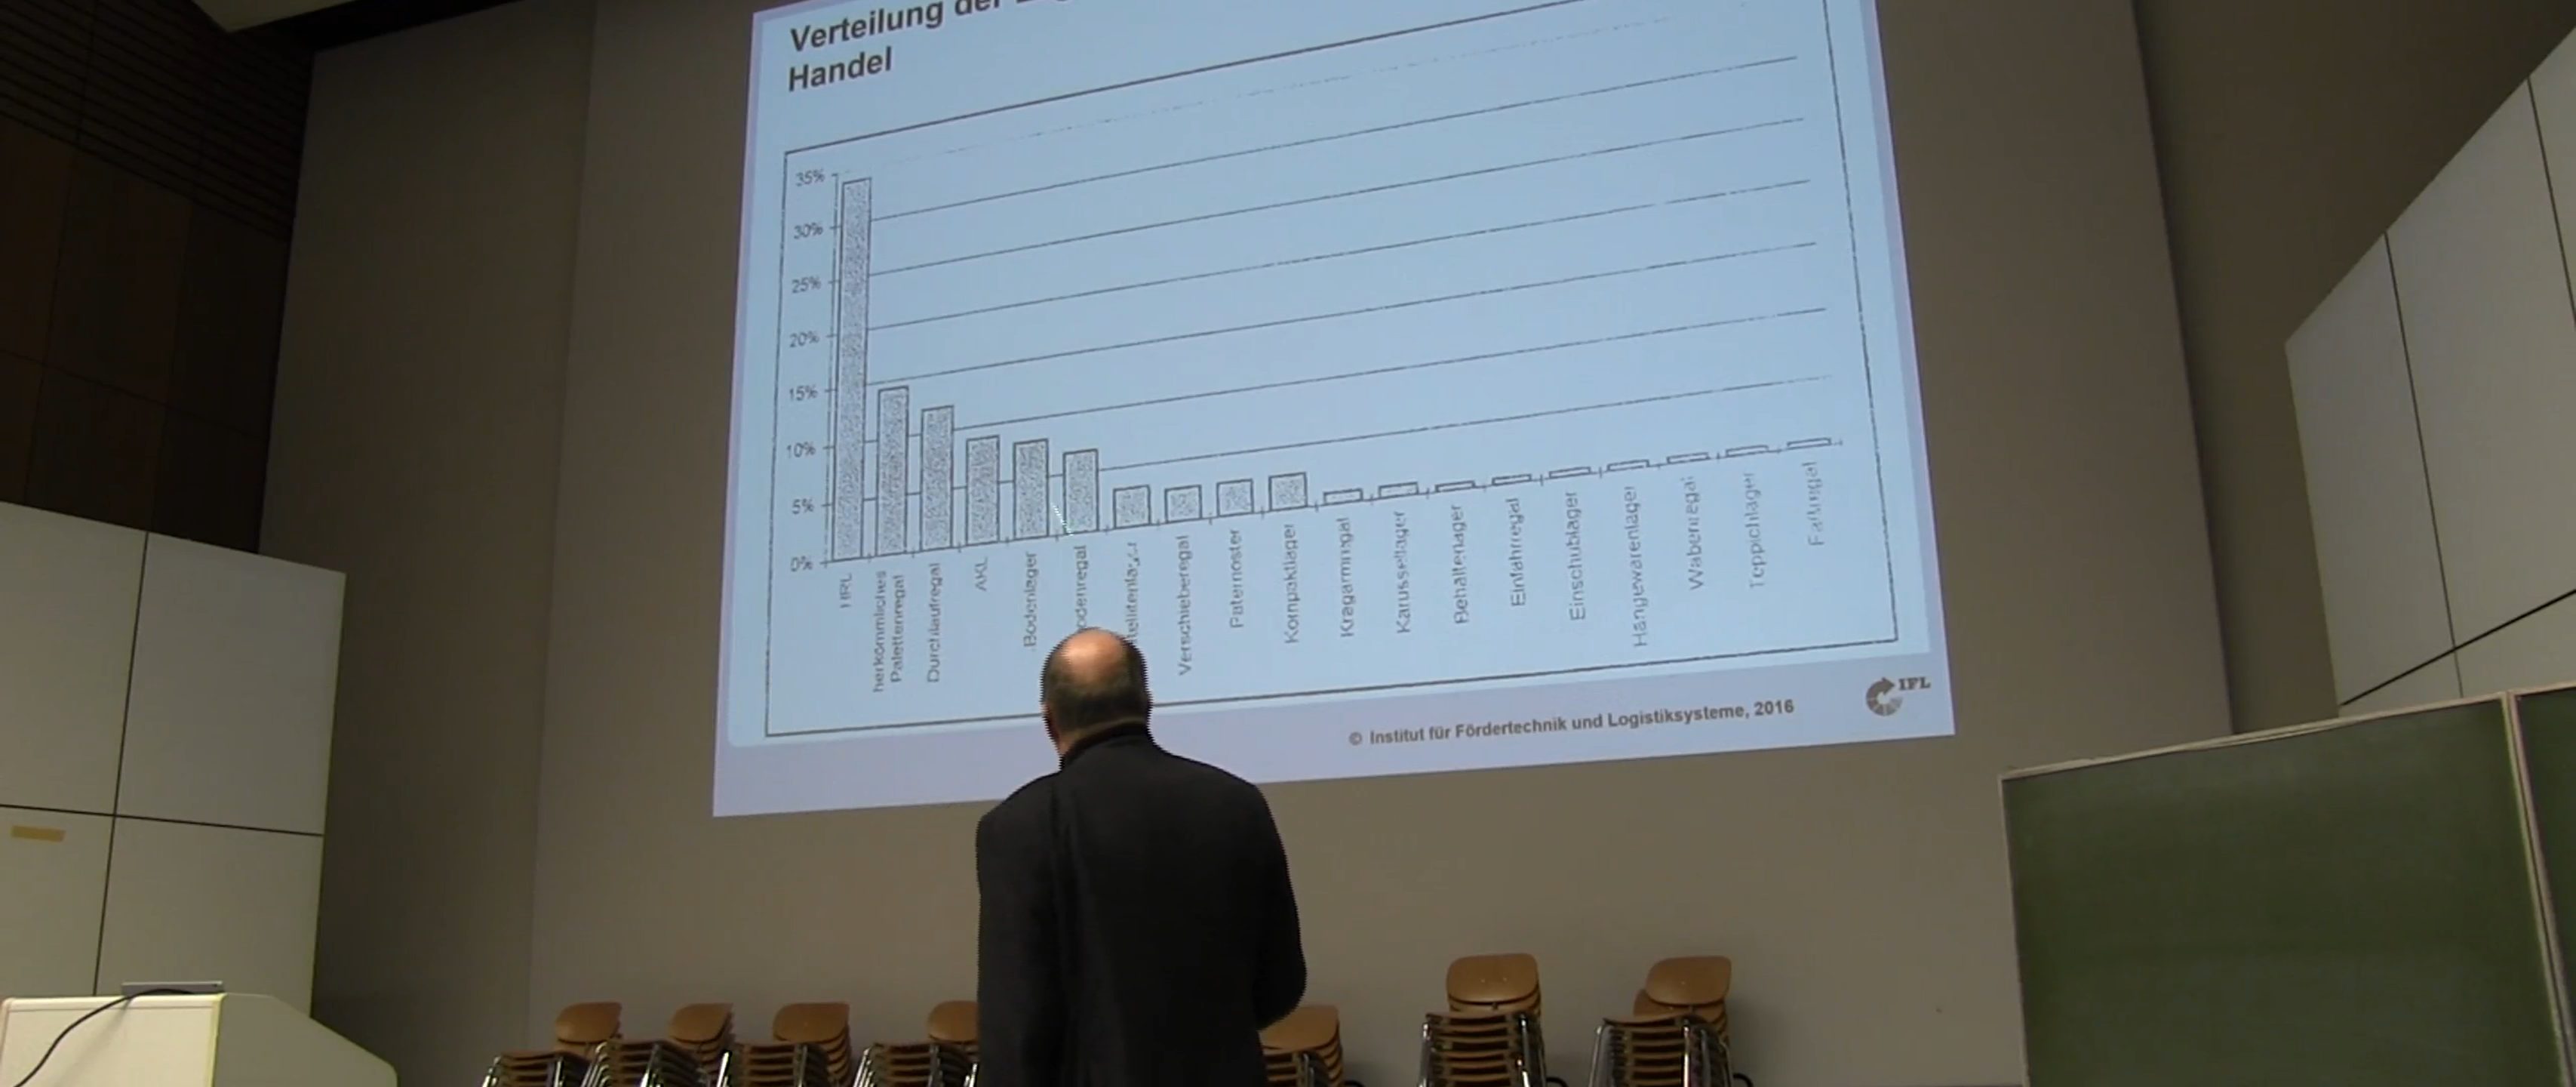 Verteilung der
Handel
35%
30%
25%
20%
15%
10%
5%
0%
HRL
herkömmliches
Palettenregal
Durchlaufregal
AKL
Bodenlager
Verschieberegal
Paternoster
Kompaktlager
Kragarmregal
Karussellager
Behälterlager
Einfahrregal
Einschublager
Hängewarenlager
Wabenregal
Teppichlager
Faßregal
© Institut für Fördertechnik und Logistiksysteme, 2016
IFL